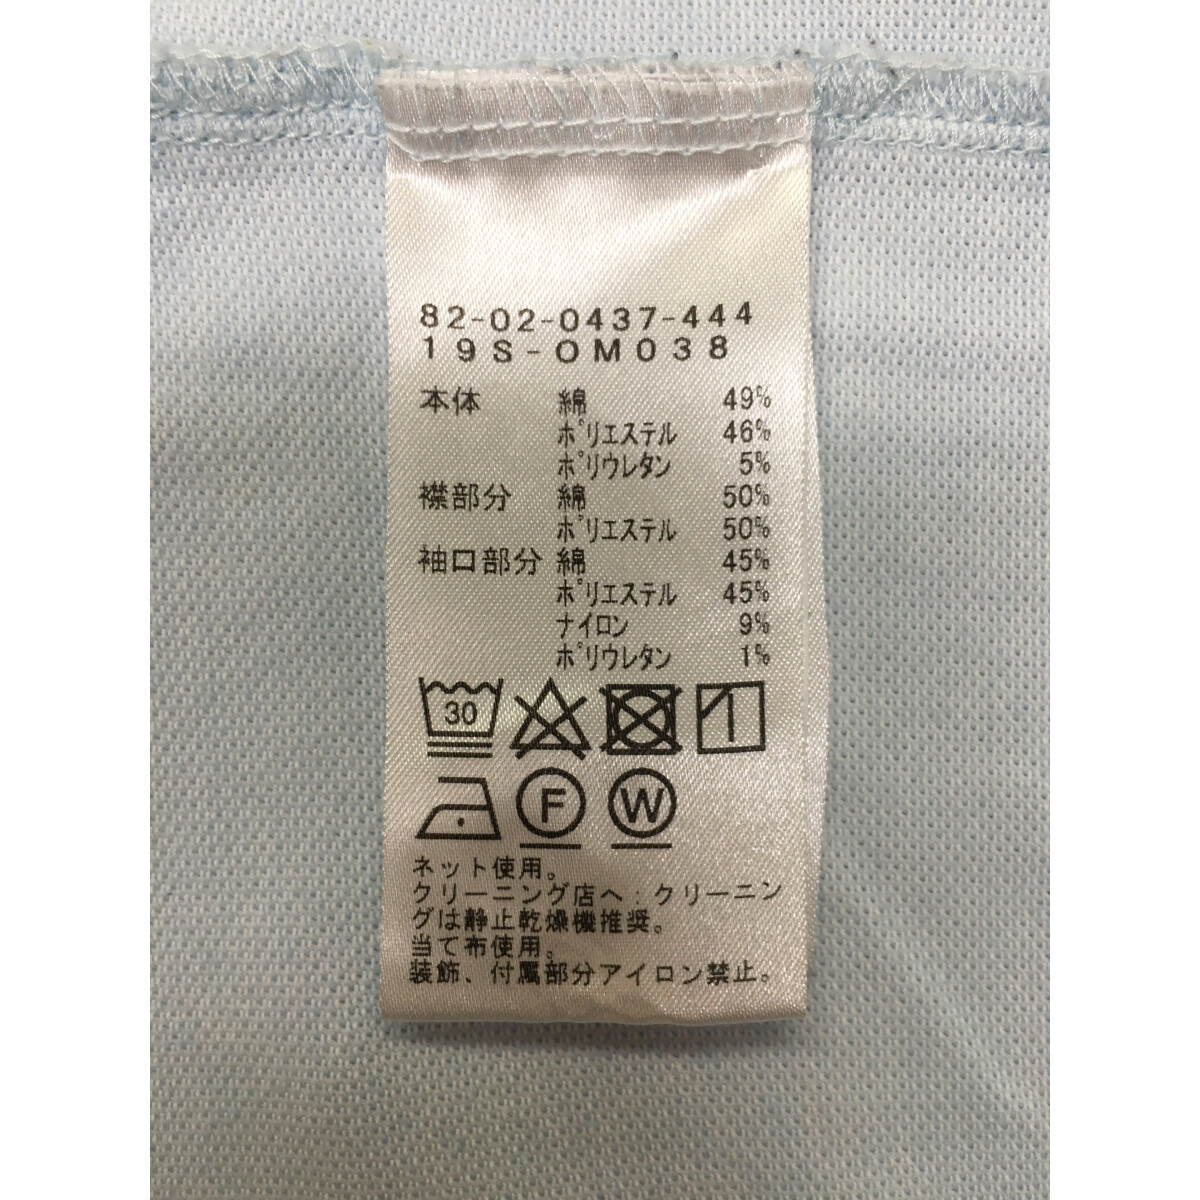 82-02-0437-444
19S-OM038
本体 綿 49%
ポリエステル 46%
ポリウレタン 5%
襟部分 綿 50%
ポリエステル 50%
袖口部分 綿 45%
ポリエステル 45%
ナイロン 9%
ポリウレタン 1%
30
F W
ネット使用。
クリーニング店へ:クリーニン
グは静止乾燥機推奨。
当て布使用。
装飾、付属部分アイロン禁止。